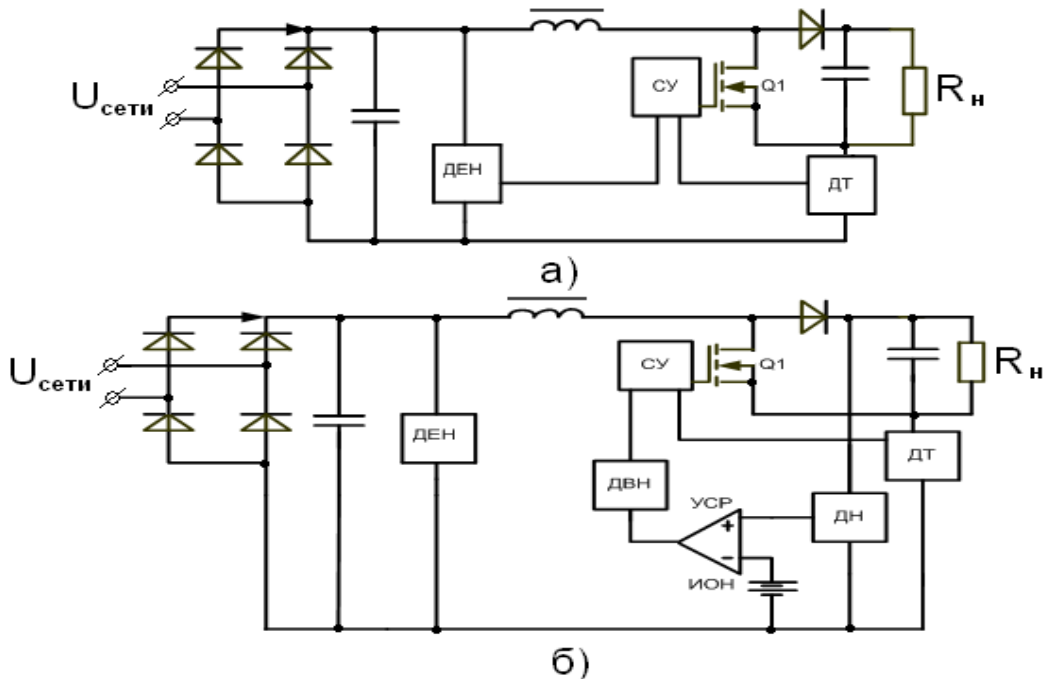 Uсети
ДЕН
СУ
Q1
Rн
ДТ
а)
Uсети
ДЕН
СУ
Q1
Rн
ДВН
УСР
+
−
ИОН
ДН
ДТ
б)